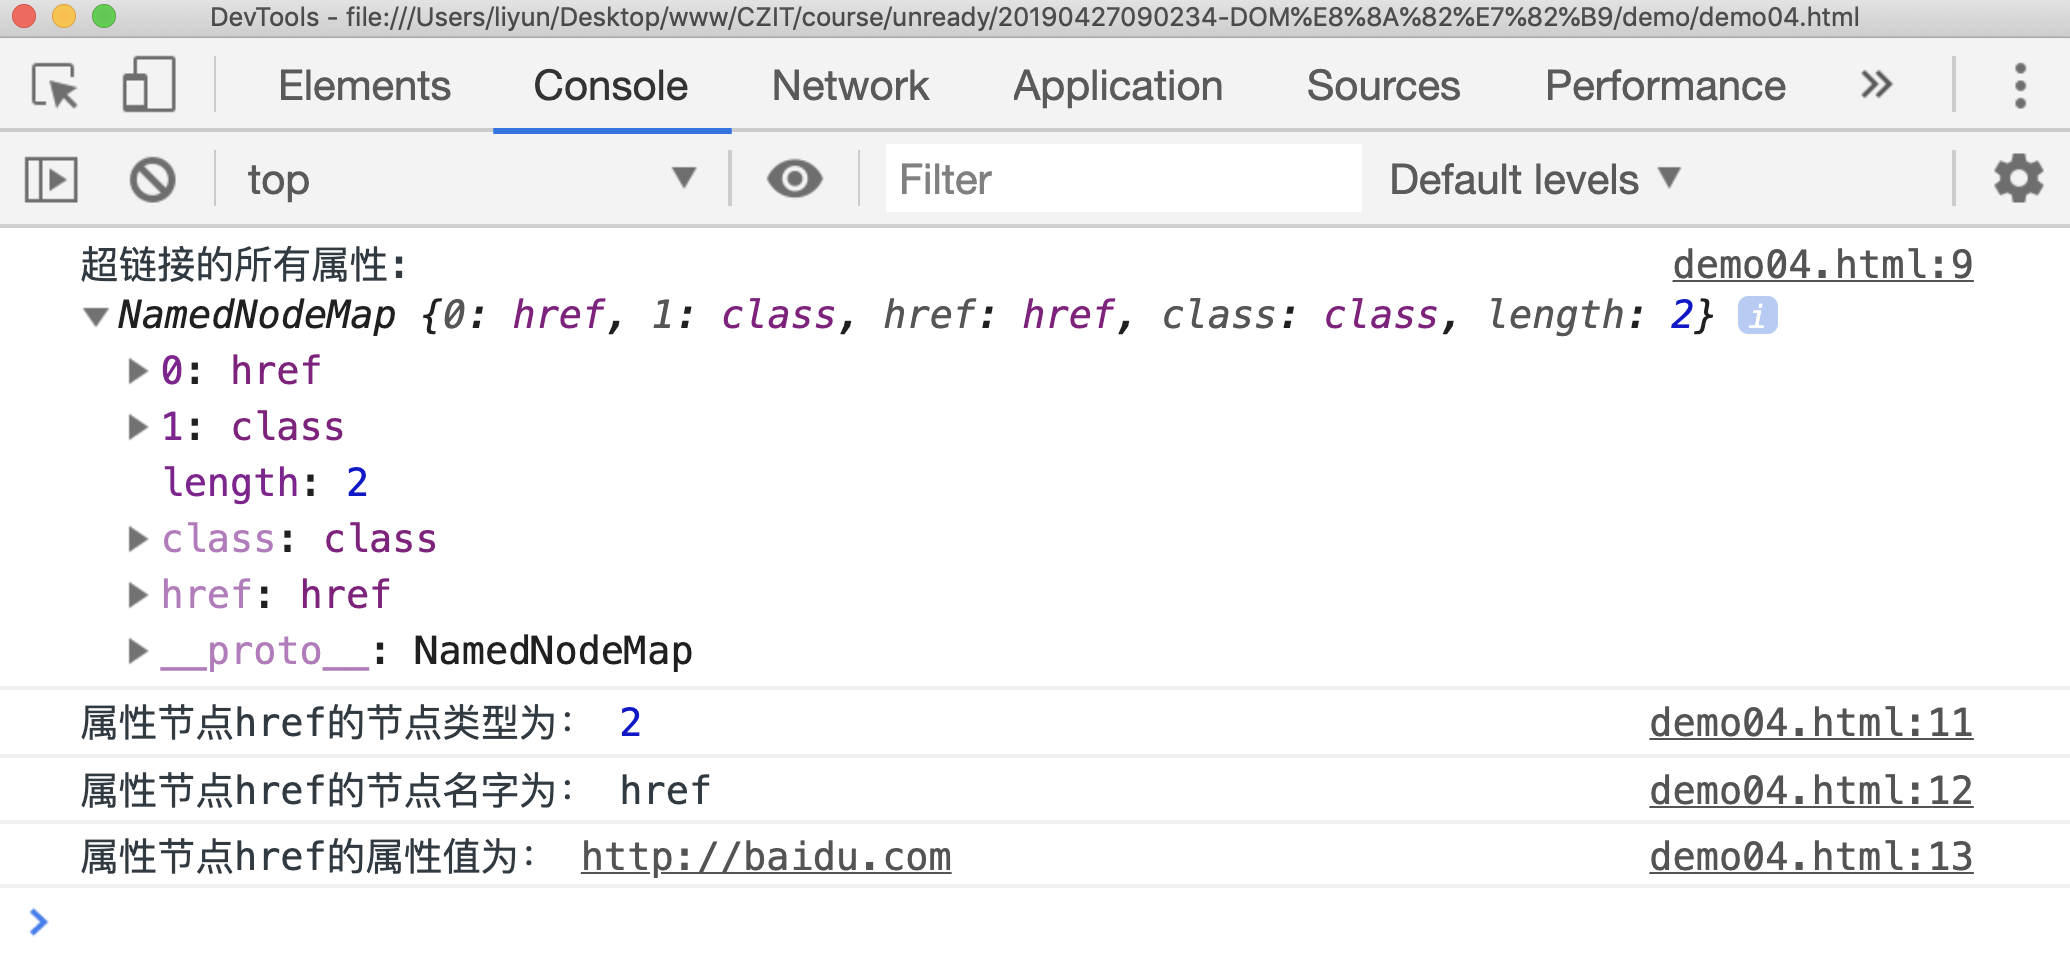 DevTools - file:///Users/liyun/Desktop/www/CZIT/course/unready/20190427090234-DOM%E8%8A%82%E7%82%B9/demo/demo04.html
Elements Console Network Application Sources Performance »
top ▼ Filter Default levels ▼
超链接的所有属性: demo04.html:9
▼NamedNodeMap {0: href, 1: class, href: href, class: class, length: 2} i
▶0: href
▶1: class
length: 2
▶class: class
▶href: href
▶__proto__: NamedNodeMap
属性节点href的节点类型为： 2 demo04.html:11
属性节点href的节点名字为： href demo04.html:12
属性节点href的属性值为： http://baidu.com demo04.html:13